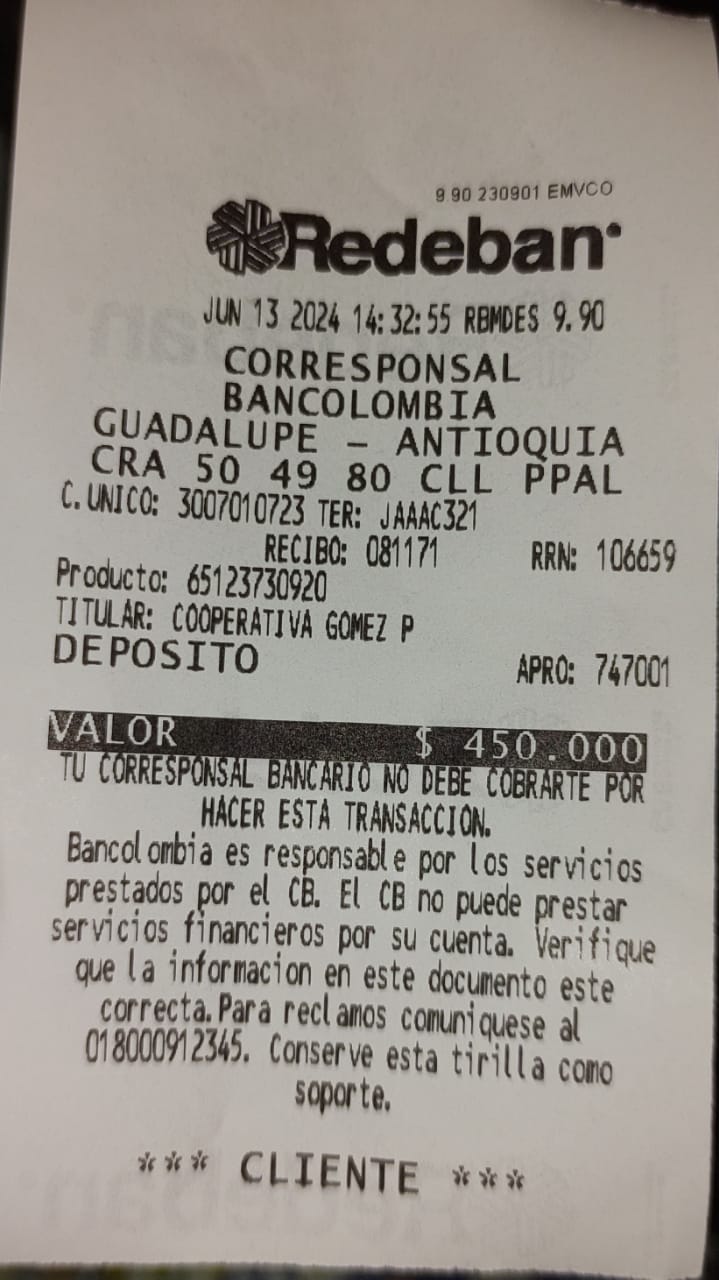 9.90 230901 EMVCO
Redeban
JUN 13 2024 14:32:55 RBMDES 9.90
CORRESPONSAL
BANCOLOMBIA
GUADALUPE - ANTIOQUIA
CRA 50 49 80 CLL PPAL
C.UNICO: 3007010723 TER: JAAAC321
RECIBO: 081171 RRN: 106659
Producto: 65123730920
TITULAR: COOPERATIVA GOMEZ P
DEPOSITO APRO: 747001
VALOR $ 450.000
TU CORRESPONSAL BANCARIO NO DEBE COBRARTE POR
HACER ESTA TRANSACCION.
Bancolombia es responsable por los servicios
prestados por el CB. El CB no puede prestar
servicios financieros por su cuenta. Verifique
que la informacion en este documento este
correcta.Para reclamos comuniquese al
018000912345. Conserve esta tirilla como
soporte.
*** CLIENTE ***